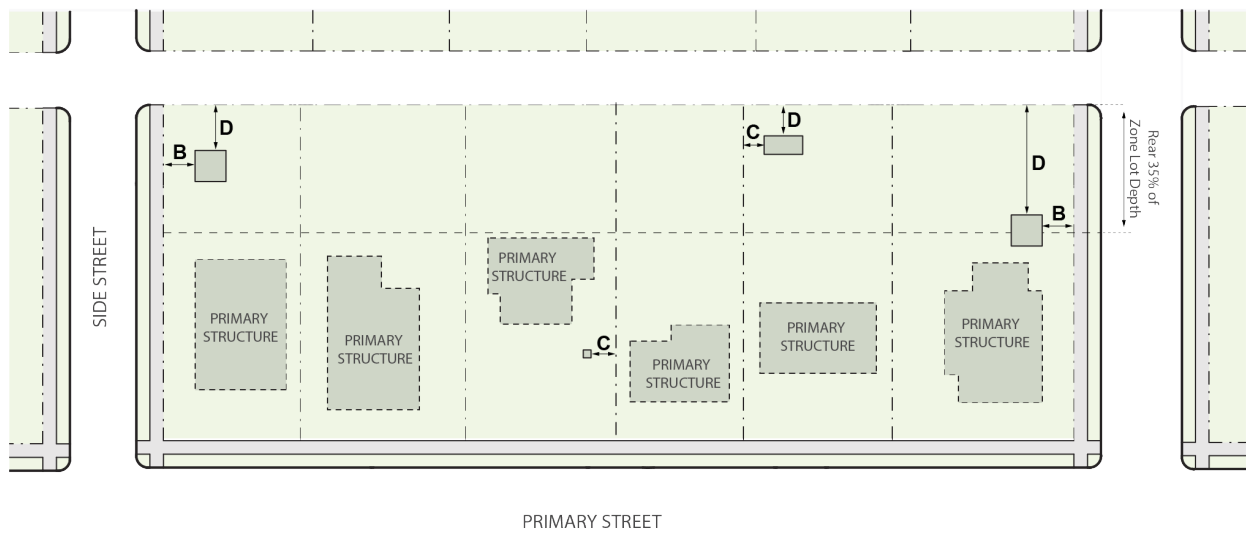 D
B
C
D
D
B
Rear 35% of
Zone Lot Depth
SIDE STREET
PRIMARY
STRUCTURE
PRIMARY
STRUCTURE
PRIMARY
STRUCTURE
C
PRIMARY
STRUCTURE
PRIMARY
STRUCTURE
PRIMARY
STRUCTURE
PRIMARY STREET